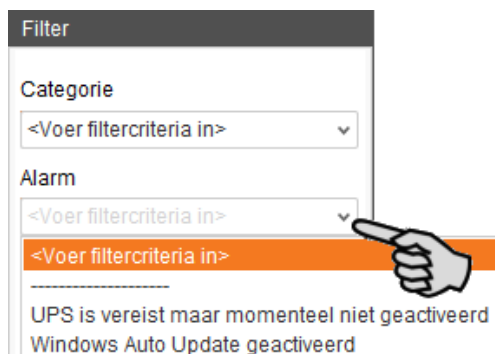 Filter
Categorie
<Voer filtercriteria in>
Alarm
<Voer filtercriteria in>
<Voer filtercriteria in>
--------------------
UPS is vereist maar momenteel niet geactiveerd
Windows Auto Update geactiveerd